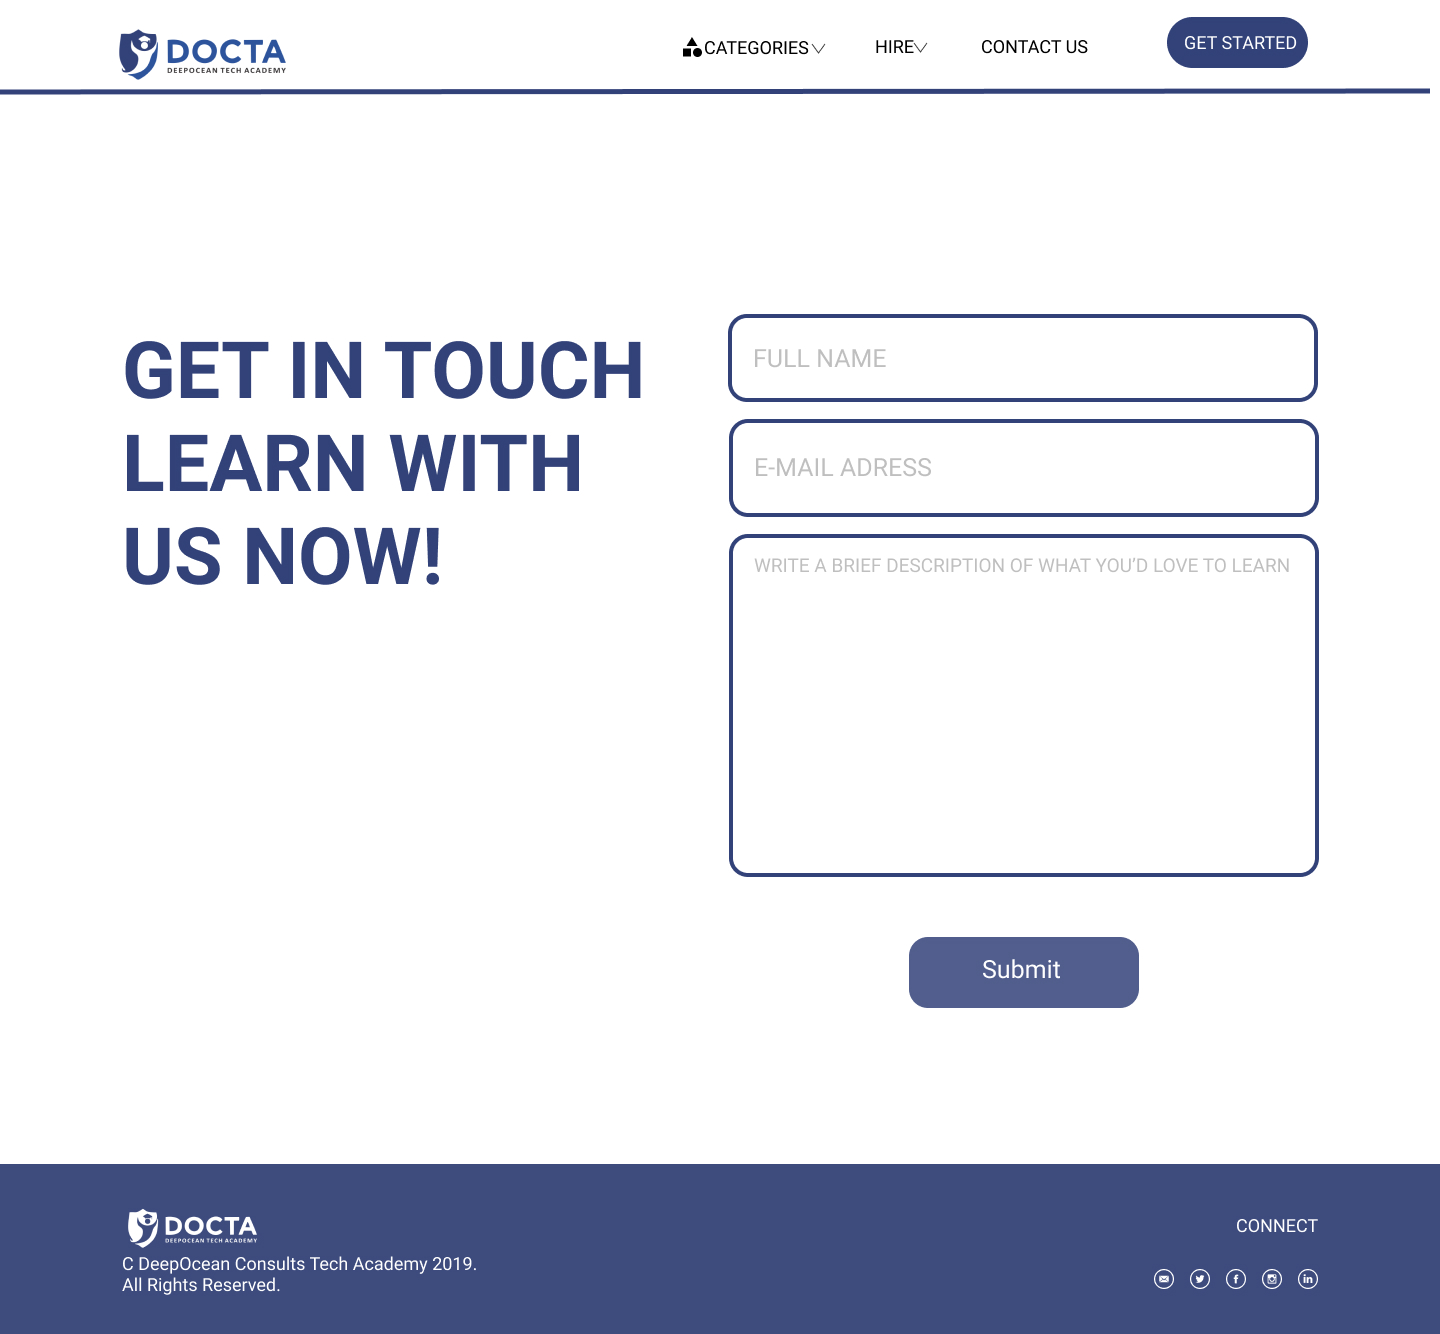 DOCTA
DEEPOCEAN TECH ACADEMY
CATEGORIES
HIRE
CONTACT US
GET STARTED
GET IN TOUCH
LEARN WITH
US NOW!
FULL NAME
E-MAIL ADRESS
WRITE A BRIEF DESCRIPTION OF WHAT YOU'D LOVE TO LEARN
Submit
DOCTA
DEEPOCEAN TECH ACADEMY
C DeepOcean Consults Tech Academy 2019.
All Rights Reserved.
CONNECT